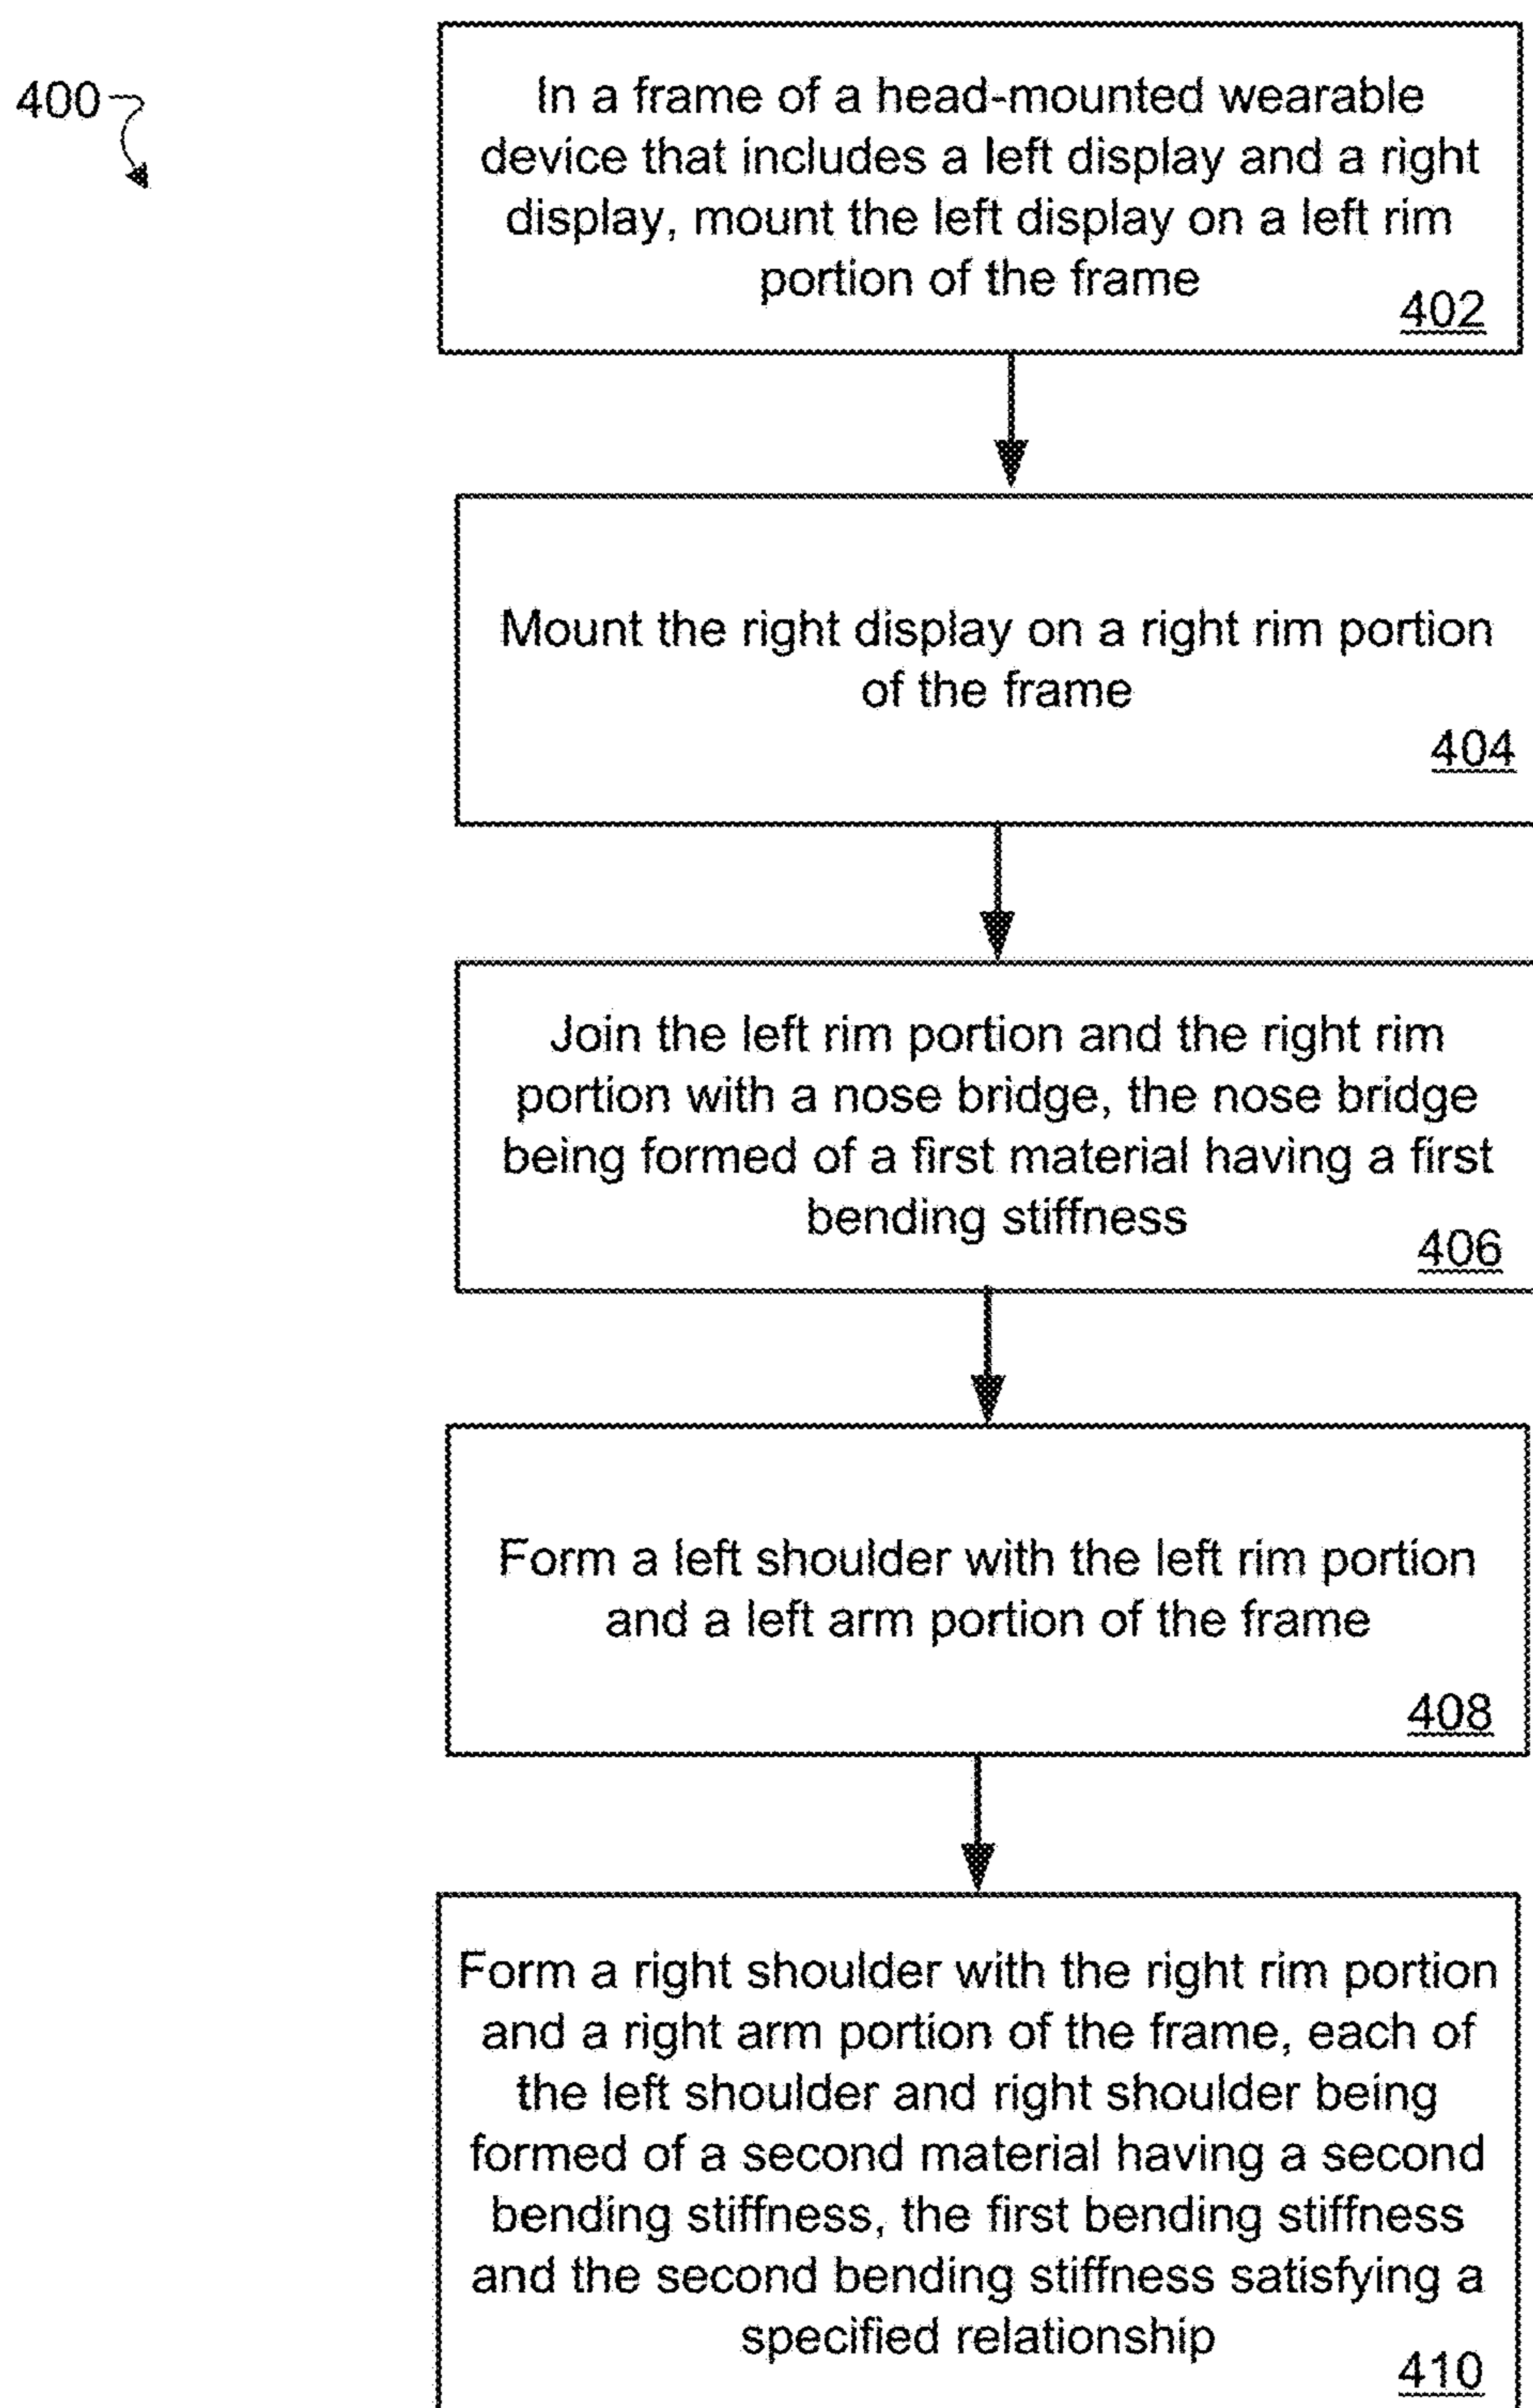 400
In a frame of a head-mounted wearable
device that includes a left display and a right
display, mount the left display on a left rim
portion of the frame
402
Mount the right display on a right rim portion
of the frame
404
Join the left rim portion and the right rim
portion with a nose bridge, the nose bridge
being formed of a first material having a first
bending stiffness
406
Form a left shoulder with the left rim portion
and a left arm portion of the frame
408
Form a right shoulder with the right rim portion
and a right arm portion of the frame, each of
the left shoulder and right shoulder being
formed of a second material having a second
bending stiffness, the first bending stiffness
and the second bending stiffness satisfying a
specified relationship
410